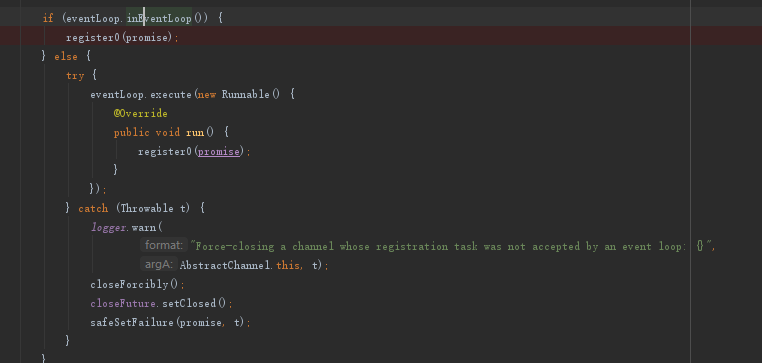 if (eventLoop.inEventLoop()) {
register0(promise);
} else {
try {
eventLoop.execute(new Runnable() {
@Override
public void run() {
register0(promise);
}
});
} catch (Throwable t) {
logger.warn(
format: "Force-closing a channel whose registration task was not accepted by an event loop: {}",
argA: AbstractChannel.this, t);
closeForcibly();
closeFuture.setClosed();
safeSetFailure(promise, t);
}
}